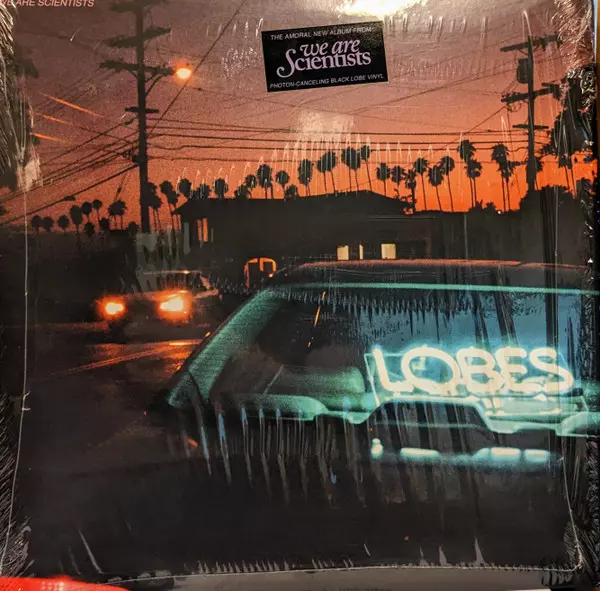 WE ARE SCIENTISTS
THE AMORAL NEW ALBUM FROM
we are
Scientists
PHOTON-CANCELING BLACK LOBE VINYL
LOBES